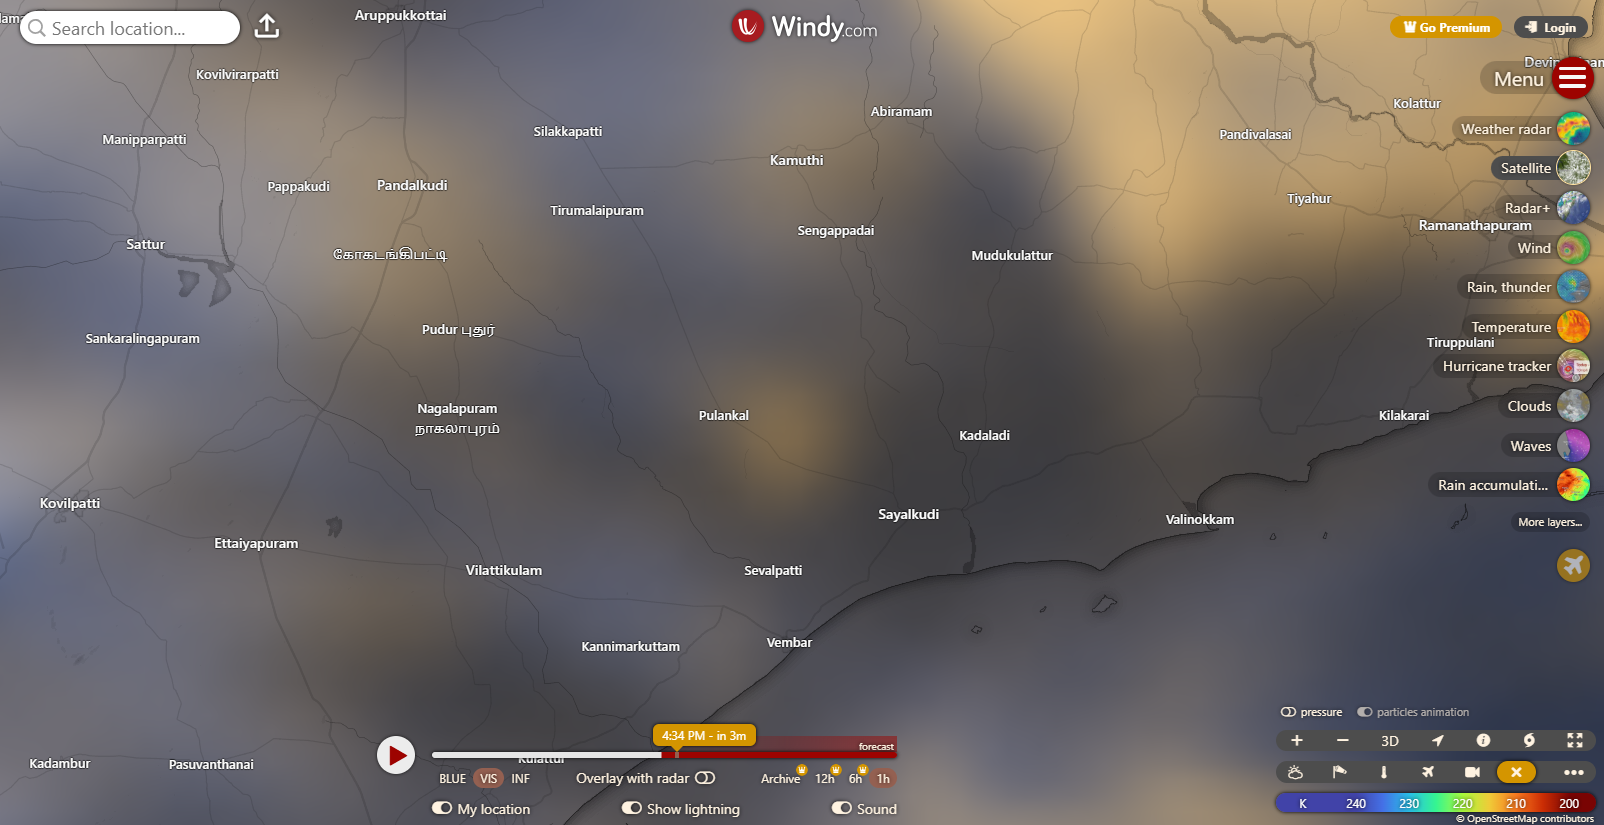 Aruppukkottai
Search location...
Windy.com
Go Premium
Login
Kovilvirarpatti
Menu
Kolattur
Abiramam
Manipparpatti
Silakkapatti
Pandivalasai
Weather radar
Kamuthi
Satellite
Pappakudi
Pandalkudi
Tiyahur
Tirumalaipuram
Radar+
Ramanathapuram
Sengappadai
Sattur
Wind
கோகடங்கிபட்டி
Mudukulattur
Rain, thunder
Pudur புதுர்
Temperature
Sankaralingapuram
Tiruppulani
Hurricane tracker
Nagalapuram
நாகலாபுரம்
Pulankal
Clouds
Kilakarai
Kadaladi
Waves
Rain accumulati...
Kovilpatti
Sayalkudi
Valinokkam
More layers...
Ettaiyapuram
Vilattikulam
Sevalpatti
Kannimarkuttam
Vembar
pressure
particles animation
4:34 PM - in 3m
forecast
3D
Kadambur
Pasuvanthanai
Kulattur
BLUE VIS INF
Overlay with radar
Archive 12h 6h 1h
My location
Show lightning
Sound
K 240 230 220 210 200
© OpenStreetMap contributors